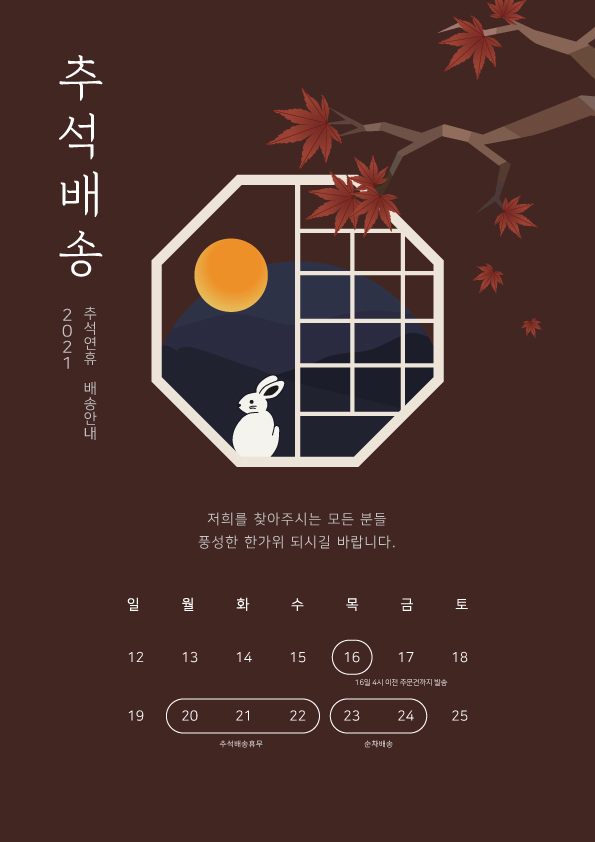 추석배송
2021
추석연휴 배송안내
저희를 찾아주시는 모든 분들
풍성한 한가위 되시길 바랍니다.
일 월 화 수 목 금 토
12 13 14 15 16 17 18
16일 4시 이전 주문건까지 발송
19 20 21 22 23 24 25
추석배송휴무 순차배송